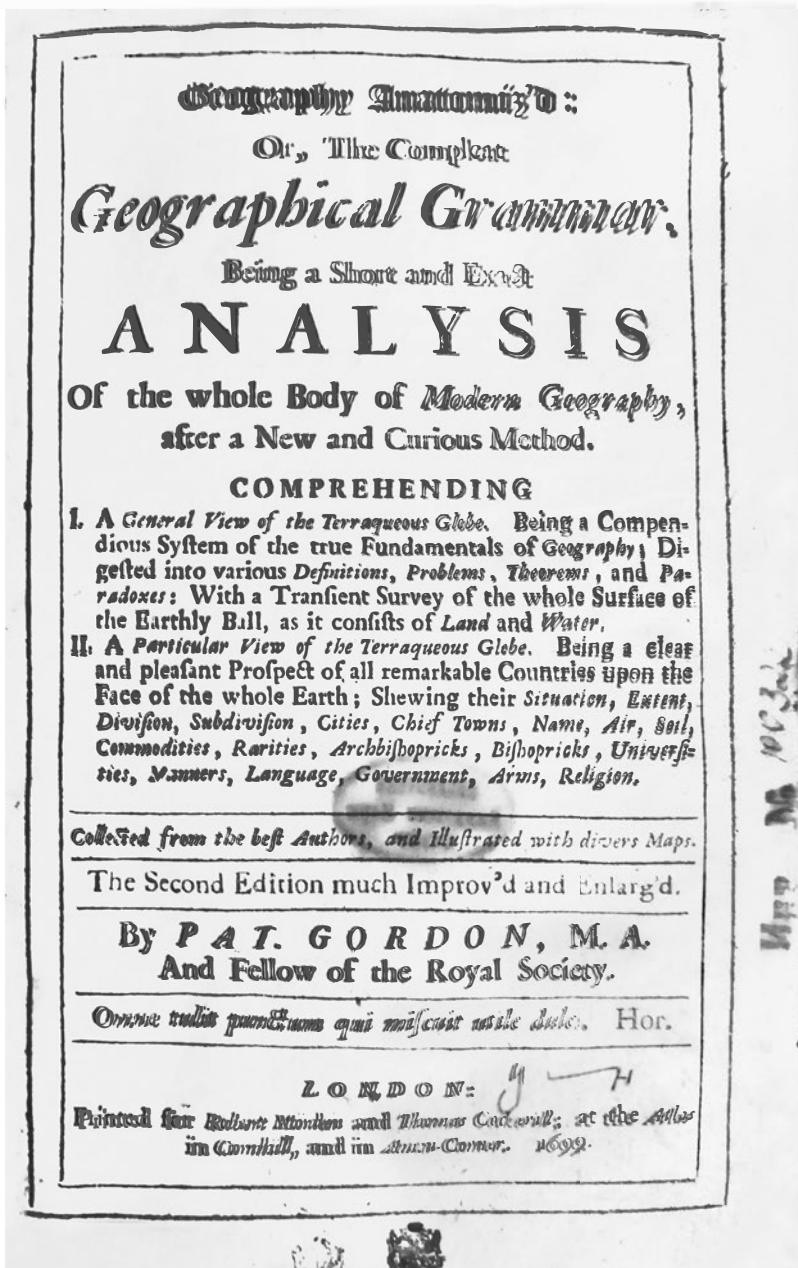 Geography Anatomiz'd:
Or, The Compleat
Geographical Grammar.
Being a Short and Exact
ANALYSIS
Of the whole Body of Modern Geography,
after a New and Curious Method.
COMPREHENDING
I. A General View of the Terraqueous Globe. Being a Compen-
dious Syſtem of the true Fundamentals of Geography; Di-
geſted into various Definitions, Problems, Theorems, and Pa-
radoxes: With a Tranſient Survey of the whole Surface of
the Earthly Ball, as it conſiſts of Land and Water.
II. A Particular View of the Terraqueous Globe. Being a clear
and pleaſant Proſpect of all remarkable Countries upon the
Face of the whole Earth; Shewing their Situation, Extent,
Diviſion, Subdiviſion, Cities, Chief Towns, Name, Air, Soil,
Commodities, Rarities, Archbiſhopricks, Biſhopricks, Univerſi-
ties, Manners, Language, Government, Arms, Religion.
Collected from the beſt Authors, and Illuſtrated with divers Maps.
The Second Edition much Improv'd and Enlarg'd.
By PAT. GORDON, M. A.
And Fellow of the Royal Society.
Omne tulit punctum qui miſcuit utile dulci. Hor.
LONDON:
Printed for Robert Morden and Thomas Cockerill; at the Atlas
in Cornhill, and in Amen-Corner. 1699.